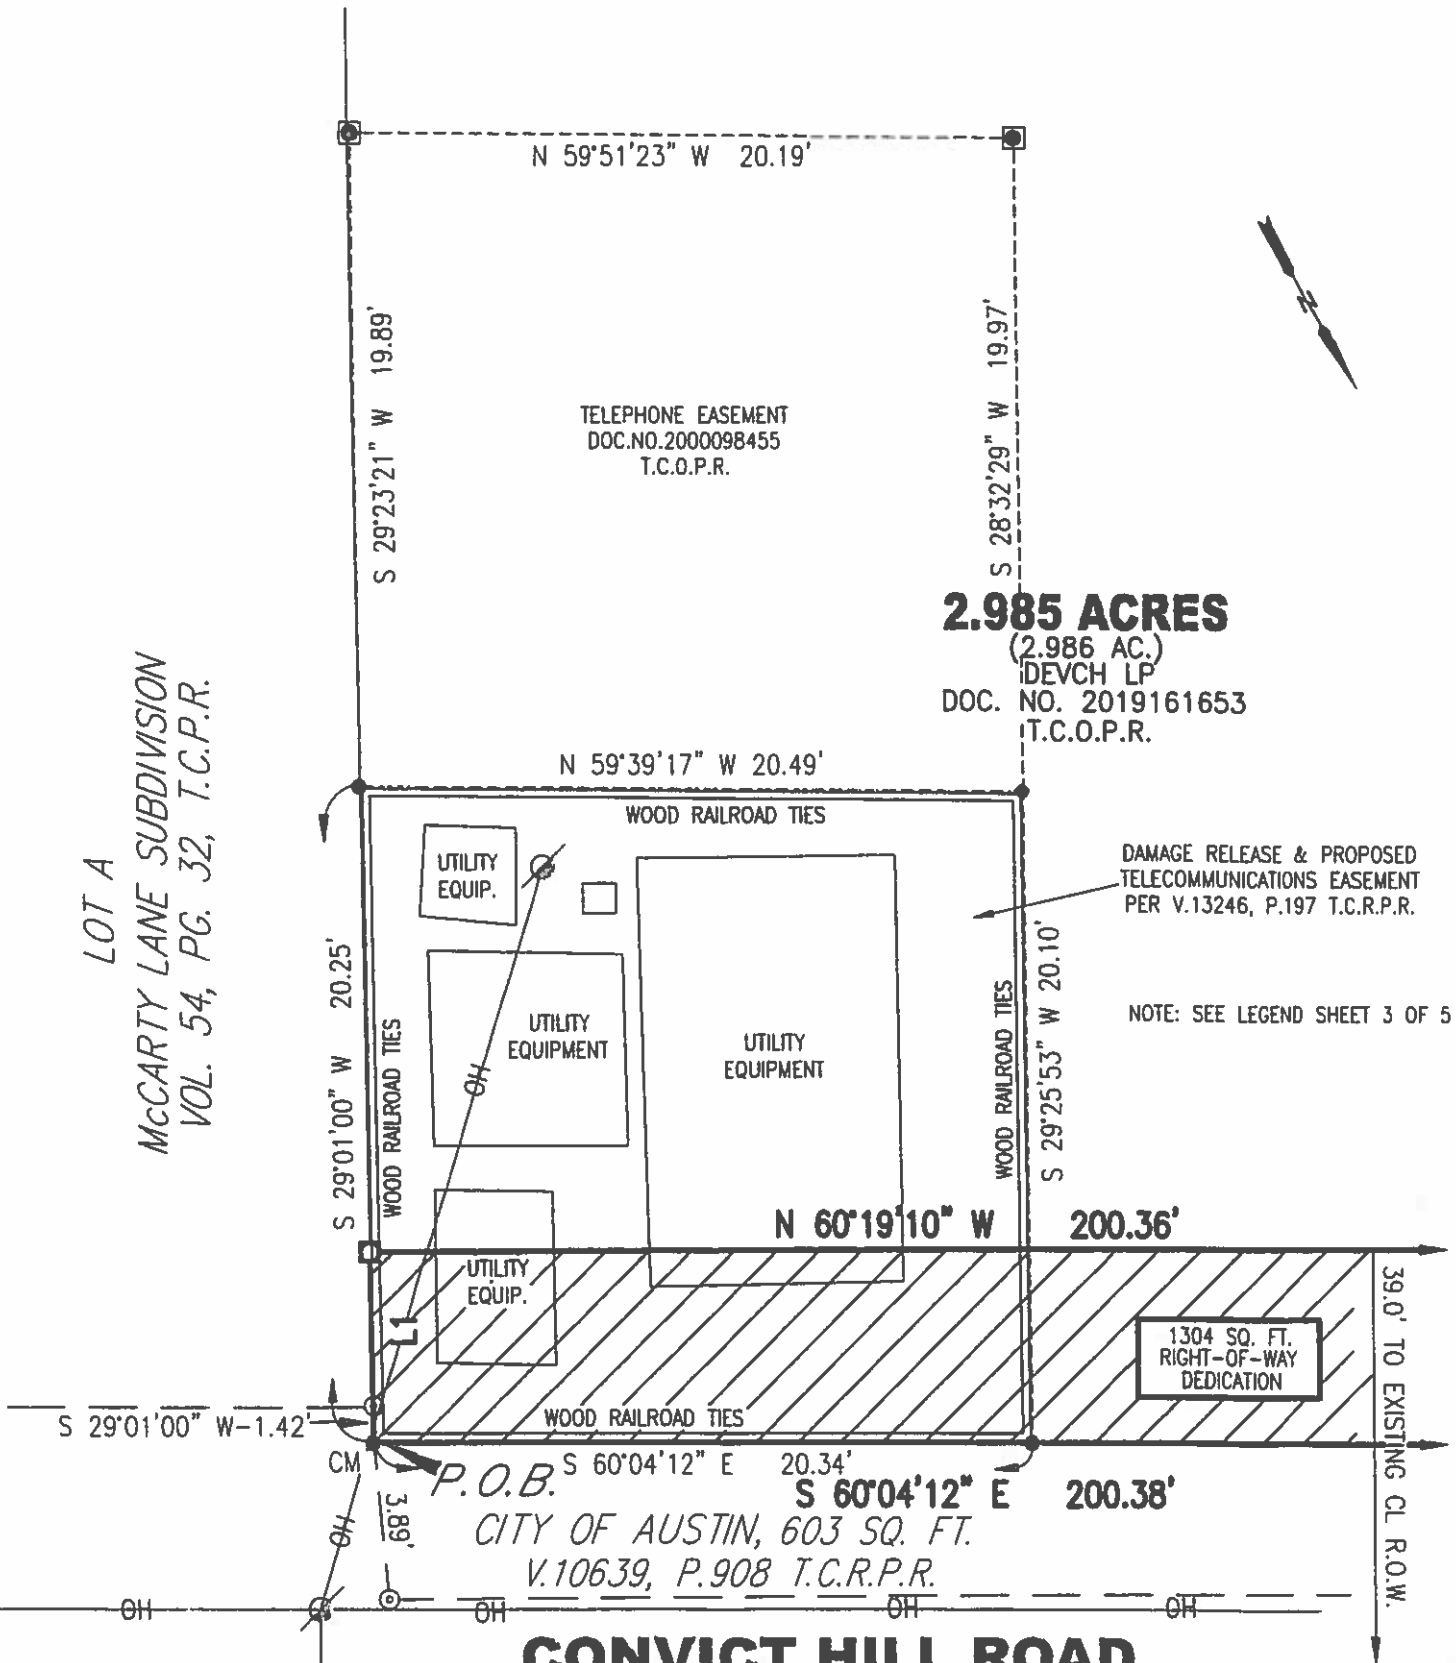 N 59°51'23" W 20.19'
S 29°23'21" W 19.89'
S 28°32'29" W 19.97'
N
TELEPHONE EASEMENT
DOC.NO.2000098455
T.C.O.P.R.
2.985 ACRES
(2.986 AC.)
DEVCH LP
DOC. NO. 2019161653
T.C.O.P.R.
LOT A
McCARTY LANE SUBDIVISION
VOL. 54, PG. 32, T.C.P.R.
N 59°39'17" W 20.49'
WOOD RAILROAD TIES
UTILITY
EQUIP.
DAMAGE RELEASE & PROPOSED
TELECOMMUNICATIONS EASEMENT
PER V.13246, P.197 T.C.R.P.R.
S 29°01'00" W 20.25'
WOOD RAILROAD TIES
OH
UTILITY
EQUIPMENT
UTILITY
EQUIPMENT
WOOD RAILROAD TIES
S 29°25'53" W 20.10'
NOTE: SEE LEGEND SHEET 3 OF 5
N 60°19'10" W 200.36'
UTILITY
EQUIP.
L1
1304 SQ. FT.
RIGHT-OF-WAY
DEDICATION
39.0' TO EXISTING CL R.O.W.
S 29°01'00" W-1.42'
WOOD RAILROAD TIES
CM
P.O.B.
S 60°04'12" E 20.34'
S 60°04'12" E 200.38'
3.89'
OH
CITY OF AUSTIN, 603 SQ. FT.
V.10639, P.908 T.C.R.P.R.
OH OH OH OH
CONVICT HILL ROAD